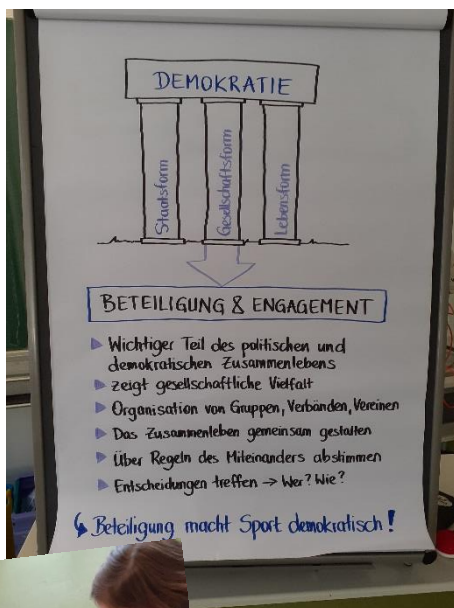 DEMOKRATIE
Staatsform
Gesellschaftsform
Lebensform
BETEILIGUNG & ENGAGEMENT
▶ Wichtiger Teil des politischen und
demokratischen Zusammenlebens
▶ zeigt gesellschaftliche Vielfalt
▶ Organisation von Gruppen, Verbänden, Vereinen
▶ Das Zusammenleben gemeinsam gestalten
▶ Über Regeln des Miteinanders abstimmen
▶ Entscheidungen treffen → Wer? Wie?
↳ Beteiligung macht Sport demokratisch!